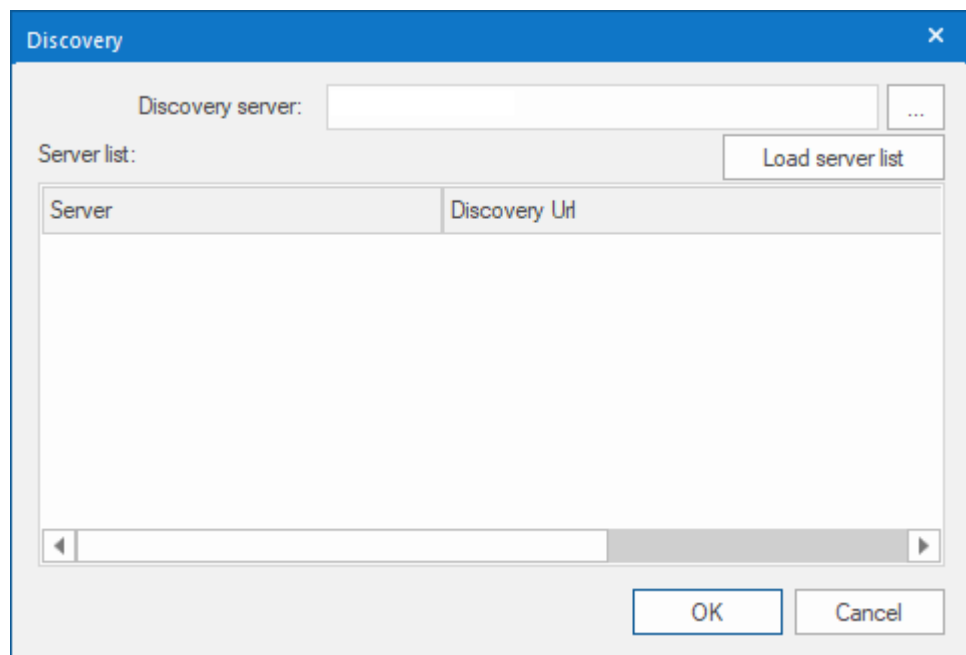 Discovery
Discovery server:
...
Server list:
Load server list
Server Discovery Url
OK Cancel